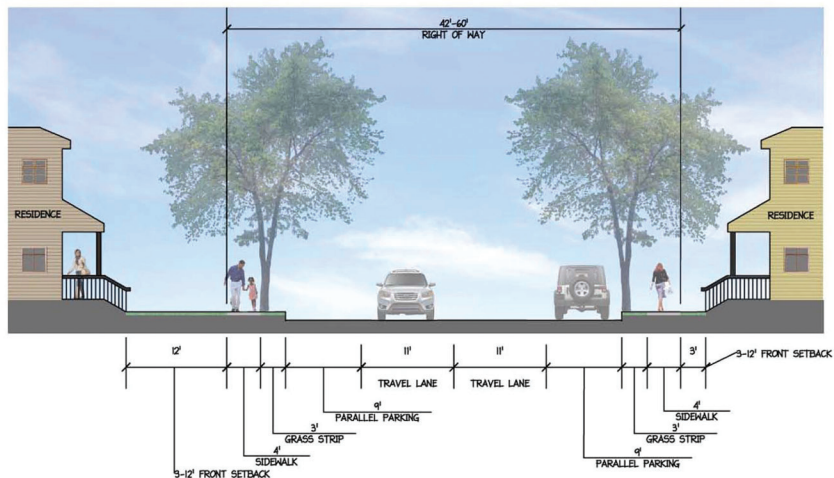 42'-60'
RIGHT OF WAY
RESIDENCE
RESIDENCE
12'
11'
11'
3'
3-12' FRONT SETBACK
TRAVEL LANE
TRAVEL LANE
9'
PARALLEL PARKING
4'
SIDEWALK
3'
GRASS STRIP
3'
GRASS STRIP
4'
SIDEWALK
9'
PARALLEL PARKING
3-12' FRONT SETBACK